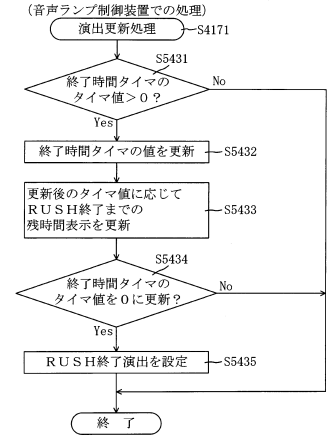 （音声ランプ制御装置での処理）
演出更新処理
S4171
S5431
終了時間タイマの
タイマ値＞０？
No
Yes
終了時間タイマの値を更新
S5432
更新後のタイマ値に応じて
ＲＵＳＨ終了までの
残時間表示を更新
S5433
S5434
終了時間タイマの
タイマ値を０に更新？
No
Yes
ＲＵＳＨ終了演出を設定
S5435
終 了